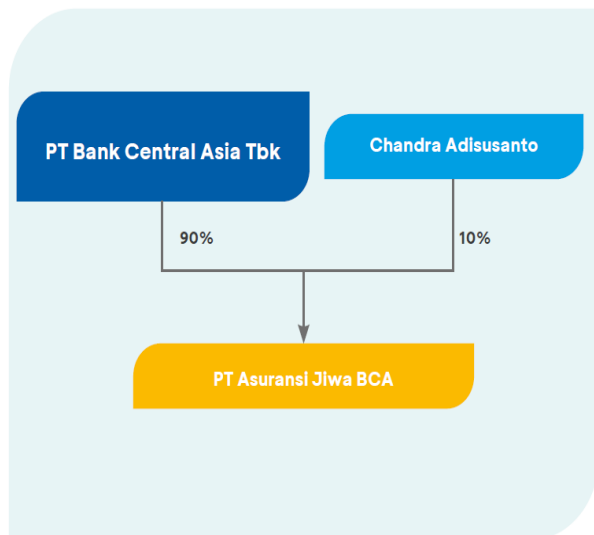 PT Bank Central Asia Tbk
Chandra Adisusanto
90%
10%
PT Asuransi Jiwa BCA